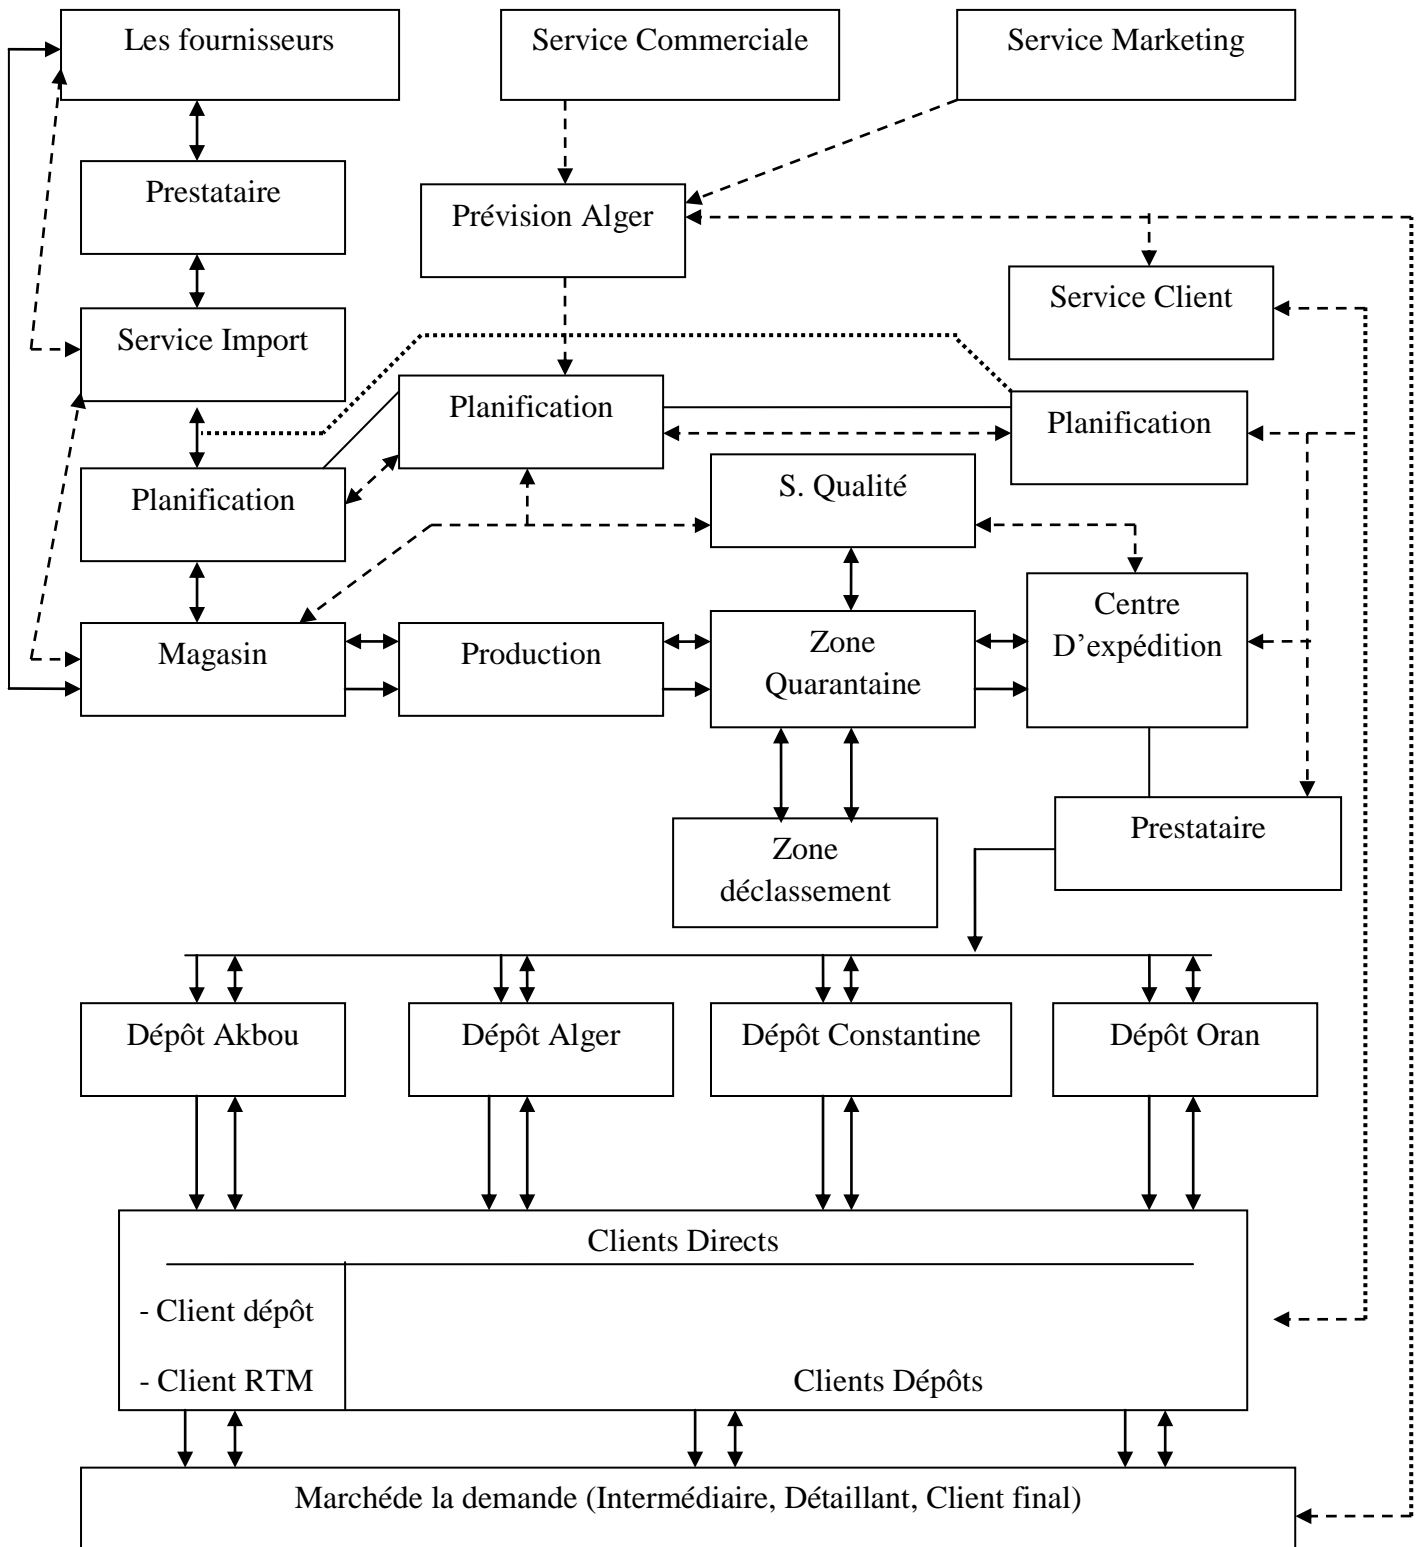 Les fournisseurs
Service Commerciale
Service Marketing
Prestataire
Prévision Alger
Service Client
Service Import
Planification
Planification
Planification
S. Qualité
Magasin
Production
Zone
Quarantaine
Centre
D’expédition
Zone
déclassement
Prestataire
Dépôt Akbou
Dépôt Alger
Dépôt Constantine
Dépôt Oran
Clients Directs
- Client dépôt
- Client RTM
Clients Dépôts
Marchéde la demande (Intermédiaire, Détaillant, Client final)